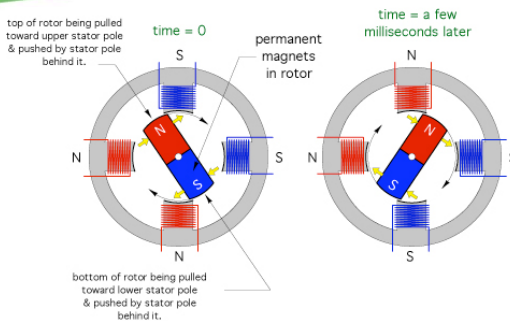 top of rotor being pulled
toward upper stator pole
& pushed by stator pole
behind it.
time = 0
permanent
magnets
in rotor
time = a few
milliseconds later
S
N
N
S
S
N
bottom of rotor being pulled
toward lower stator pole
& pushed by stator pole
behind it.
N
N
N
S
S
S